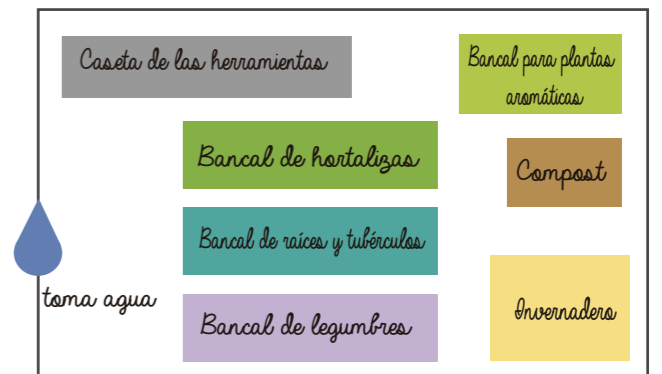 Caseta de las herramientas
Bancal para plantas
aromáticas
Bancal de hortalizas
Compost
Bancal de raíces y tubérculos
toma agua
Bancal de legumbres
Invernadero